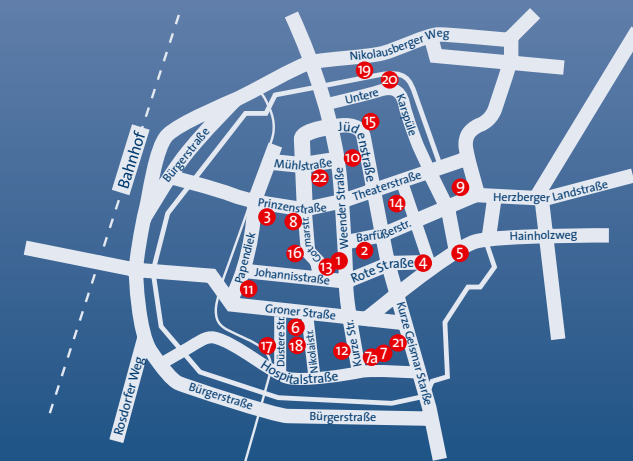 Nikolausberger Weg
19
20
Untere
Karspüle
15
Jüdenstraße
Bahnhof
Bürgerstraße
Mühlstraße
10
22
Theaterstraße
9
Herzberger Landstraße
Prinzenstraße
3
8
14
Weender Straße
Gotmarstr.
Barfüßerstr.
Hainholzweg
Papendiek
16
13
1
2
4
5
Johannisstraße
Rote Straße
11
Groner Straße
6
Düstere Str.
Nikolaistr.
Kurze Str.
Kurze Geismar Starße
17
18
12
7a
7
21
Hospitalstraße
Rosdorfer Weg
Bürgerstraße
Bürgerstraße